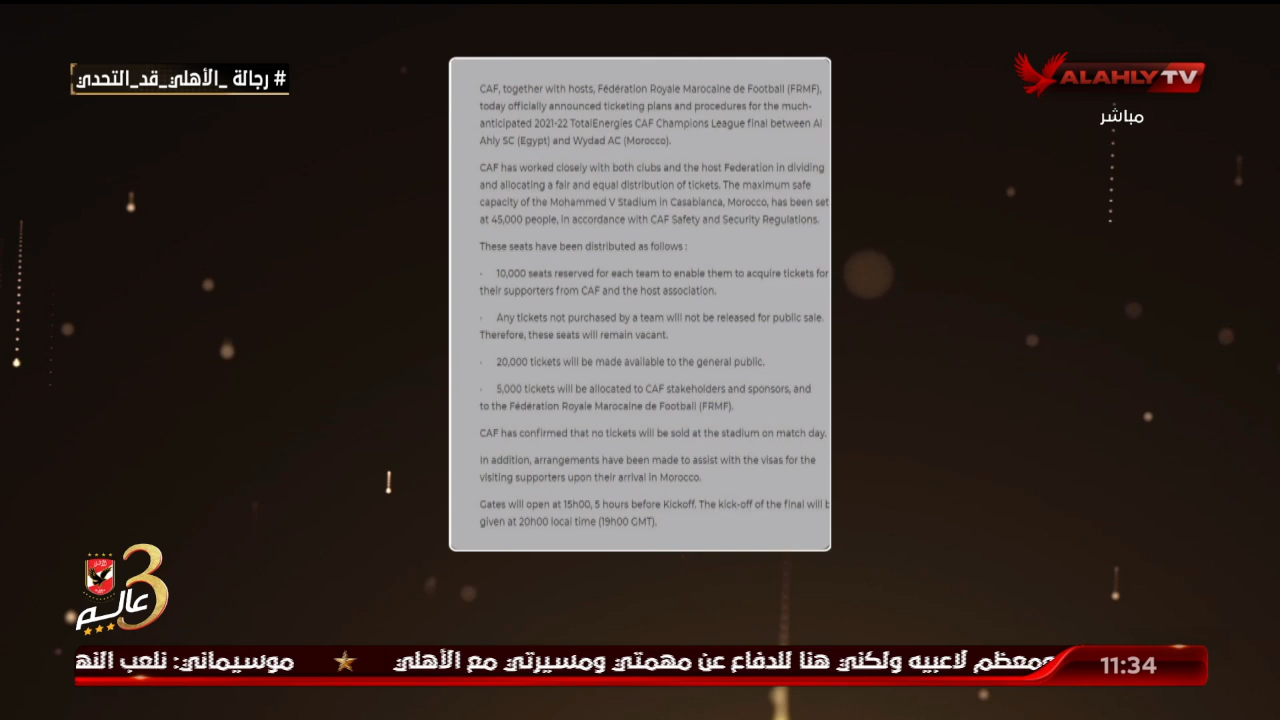 # رجالة _الأهلي_قد_التحدي
ALAHLY TV
مباشر
CAF, together with hosts, Fédération Royale Marocaine de Football (FRMF),
today officially announced ticketing plans and procedures for the much-
anticipated 2021-22 TotalEnergies CAF Champions League final between Al
Ahly SC (Egypt) and Wydad AC (Morocco).
CAF has worked closely with both clubs and the host Federation in dividing
and allocating a fair and equal distribution of tickets. The maximum safe
capacity of the Mohammed V Stadium in Casablanca, Morocco, has been set
at 45,000 people, in accordance with CAF Safety and Security Regulations.
These seats have been distributed as follows :
· 10,000 seats reserved for each team to enable them to acquire tickets for
their supporters from CAF and the host association.
· Any tickets not purchased by a team will not be released for public sale.
Therefore, these seats will remain vacant.
· 20,000 tickets will be made available to the general public.
· 5,000 tickets will be allocated to CAF stakeholders and sponsors, and
to the Fédération Royale Marocaine de Football (FRMF).
CAF has confirmed that no tickets will be sold at the stadium on match day.
In addition, arrangements have been made to assist with the visas for the
visiting supporters upon their arrival in Morocco.
Gates will open at 15h00, 5 hours before Kickoff. The kick-off of the final will b
given at 20h00 local time (19h00 GMT).
3 عالم
ومعظم لاعبيه ولكني هنا للدفاع عن مهمتي ومسيرتي مع الأهلي ★ موسيماني: نلعب النه
11:34